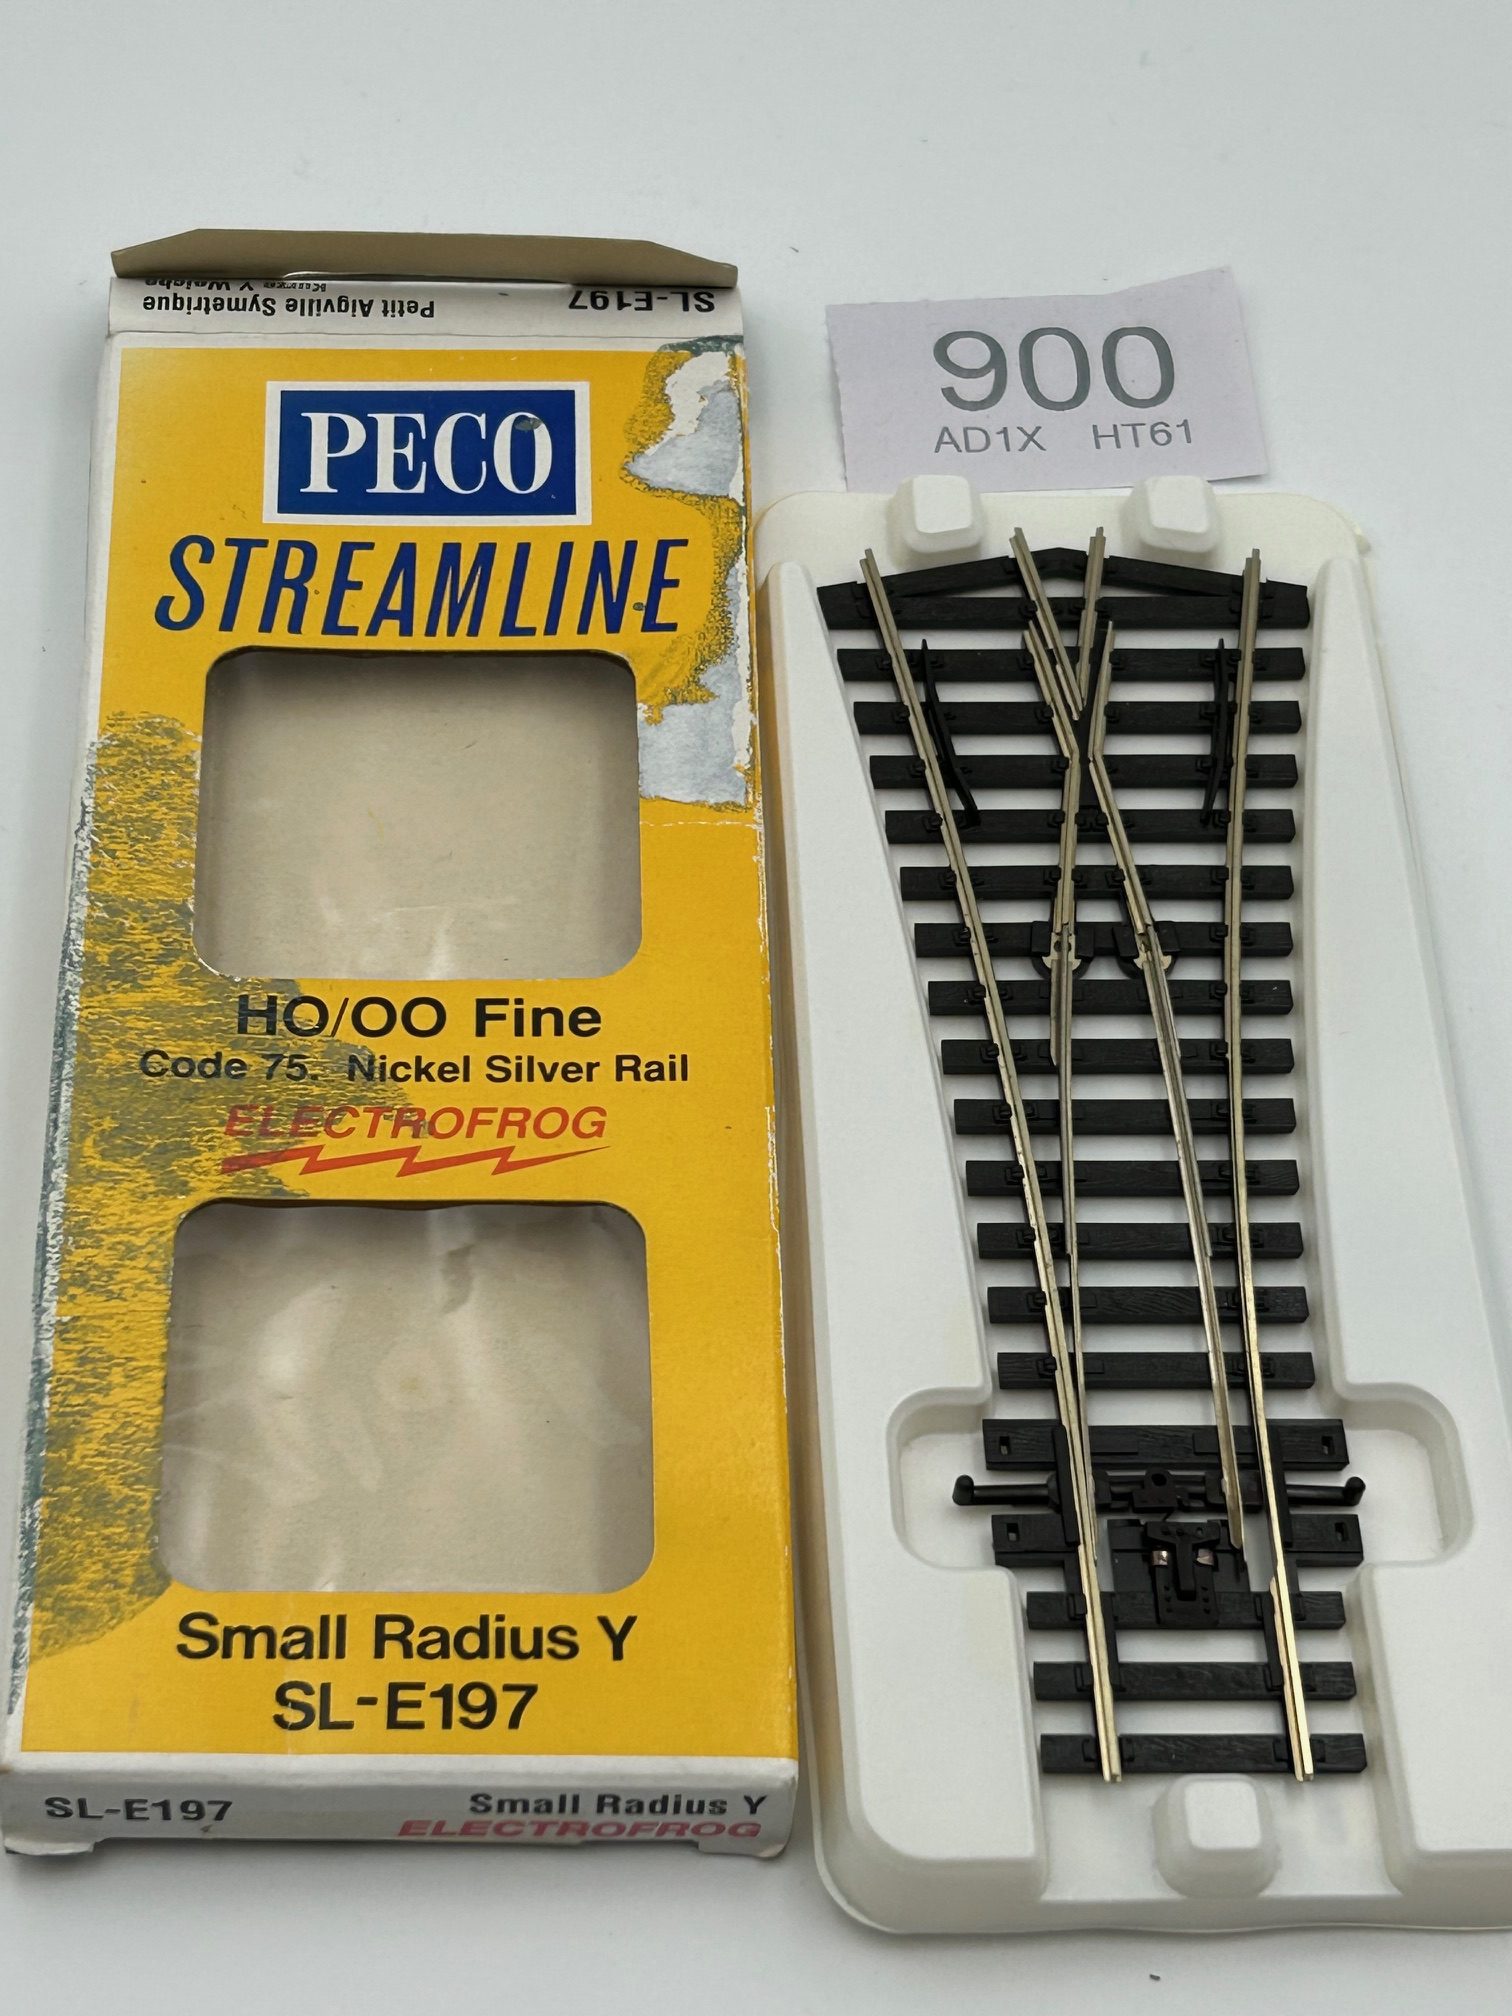 Petit Aigville Symetrique
SL-E197
PECO
STREAMLINE
HO/OO Fine
Code 75. Nickel Silver Rail
ELECTROFROG
Small Radius Y
SL-E197
SL-E197
Small Radius Y
ELECTROFROG
900
AD1X HT61